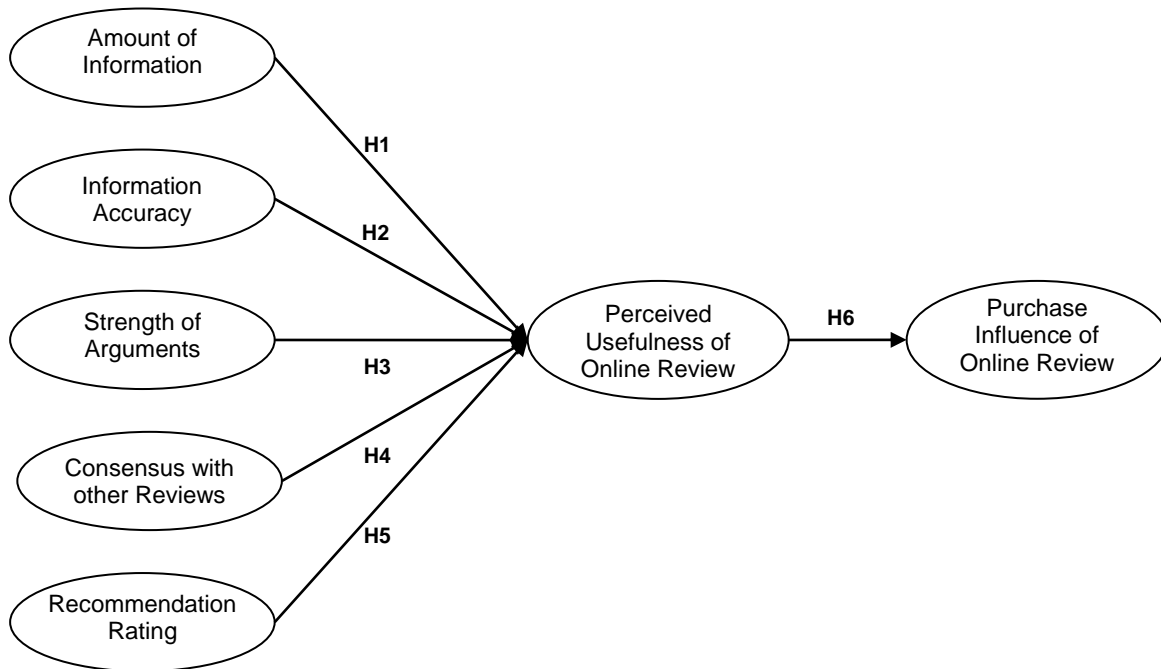 Amount of
Information
H1
Information
Accuracy
H2
Strength of
Arguments
H3
Perceived
Usefulness of
Online Review
H6
Purchase
Influence of
Online Review
Consensus with
other Reviews
H4
H5
Recommendation
Rating